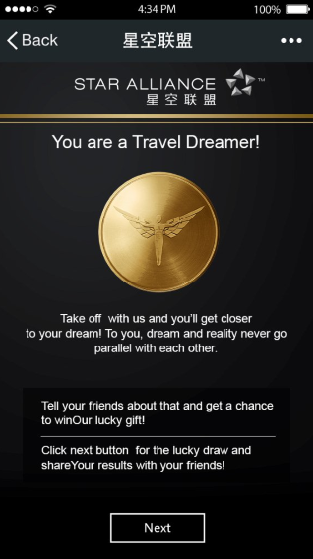 4:34 PM 100%
Back 星空联盟
STAR ALLIANCE ™
星空联盟
You are a Travel Dreamer!
Take off with us and you'll get closer
to your dream! To you, dream and reality never go
parallel with each other.
Tell your friends about that and get a chance
to winOur lucky gift!
Click next button for the lucky draw and
shareYour results with your friends!
Next